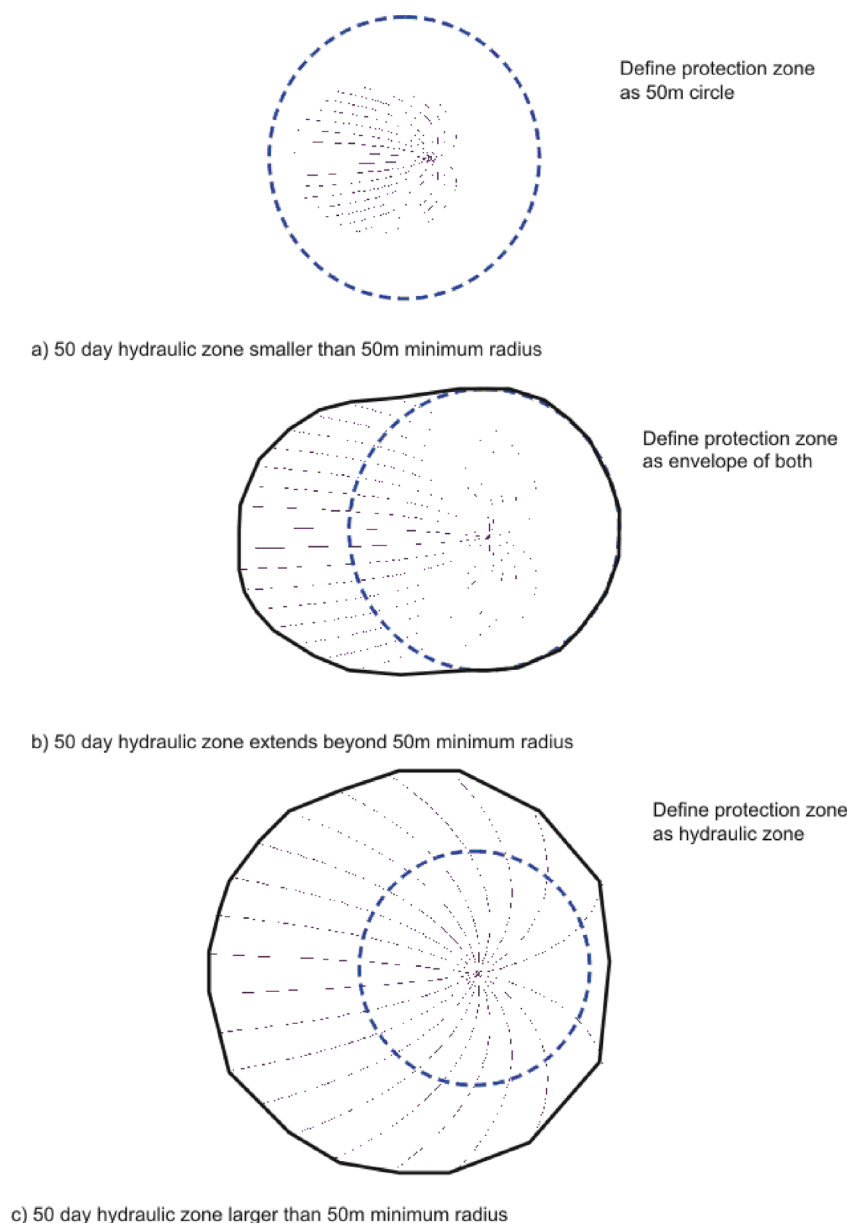 Define protection zone
as 50m circle
a) 50 day hydraulic zone smaller than 50m minimum radius
Define protection zone
as envelope of both
b) 50 day hydraulic zone extends beyond 50m minimum radius
Define protection zone
as hydraulic zone
c) 50 day hydraulic zone larger than 50m minimum radius